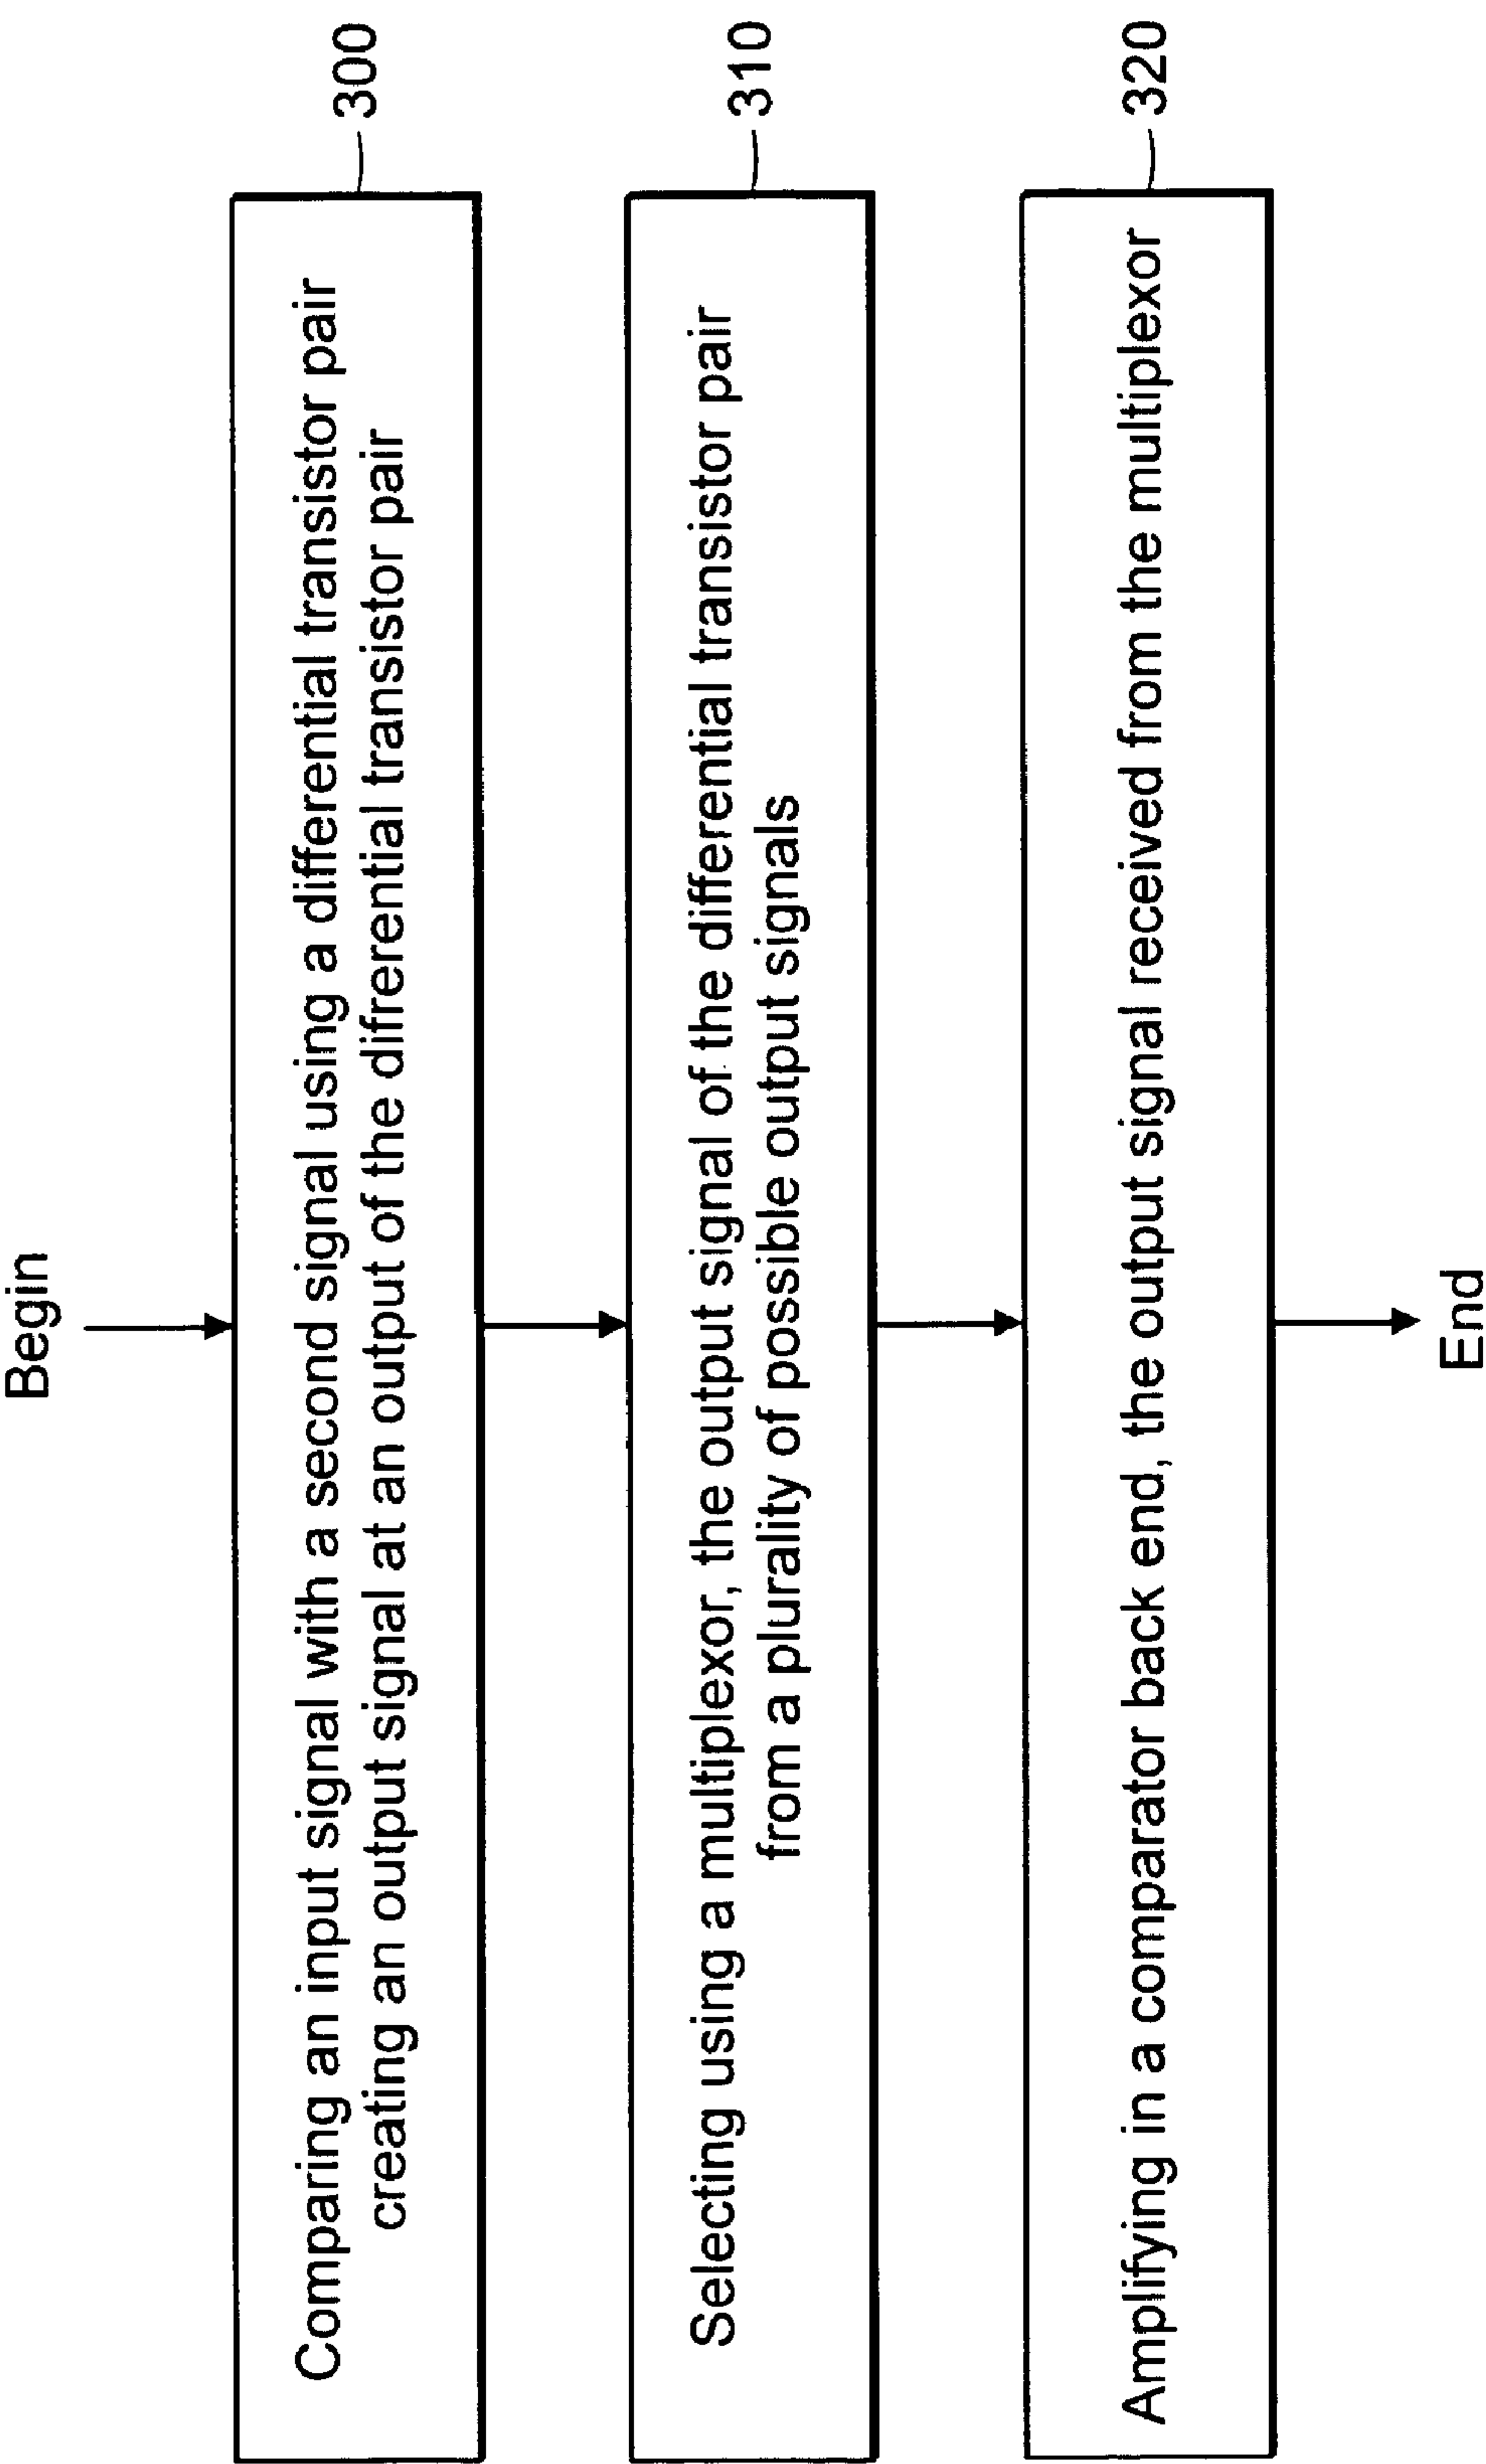 Begin
Comparing an input signal with a second signal using a differential transistor pair
creating an output signal at an output of the difrerential transistor pair
300
Selecting using a multiplexor, the output signal of the differential transistor pair
from a plurality of possible output signals
310
Amplifying in a comparator back end, the output signal received from the multiplexor
320
End